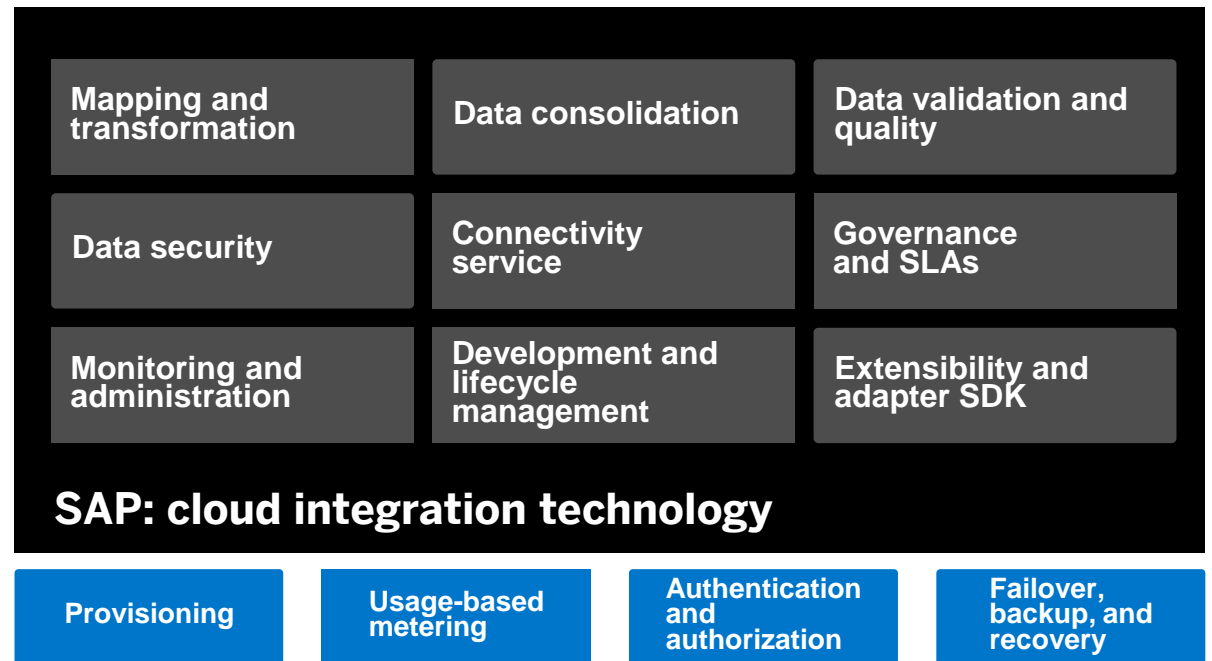 Mapping and
transformation
Data consolidation
Data validation and
quality
Data security
Connectivity
service
Governance
and SLAs
Monitoring and
administration
Development and
lifecycle
management
Extensibility and
adapter SDK
SAP: cloud integration technology
Provisioning
Usage-based
metering
Authentication
and
authorization
Failover,
backup, and
recovery